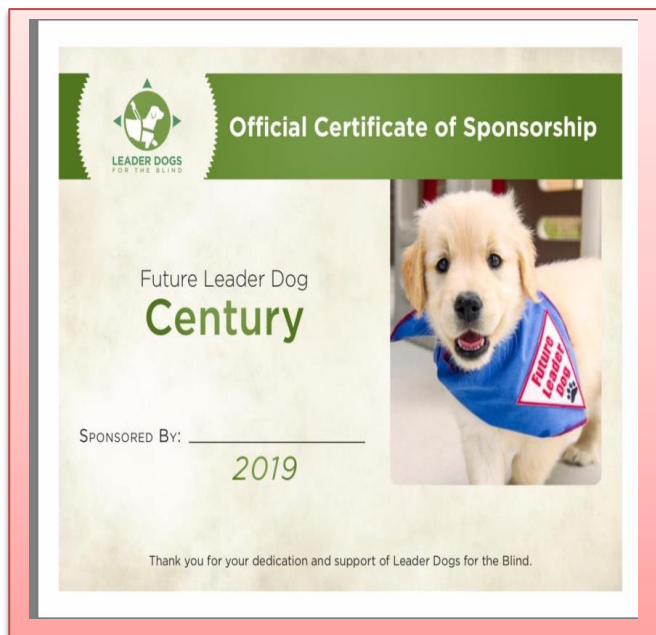 LEADER DOGS
FOR THE BLIND
Official Certificate of Sponsorship
Future Leader Dog
Century
SPONSORED BY:
2019
Future
Leader
Dog
Thank you for your dedication and support of Leader Dogs for the Blind.